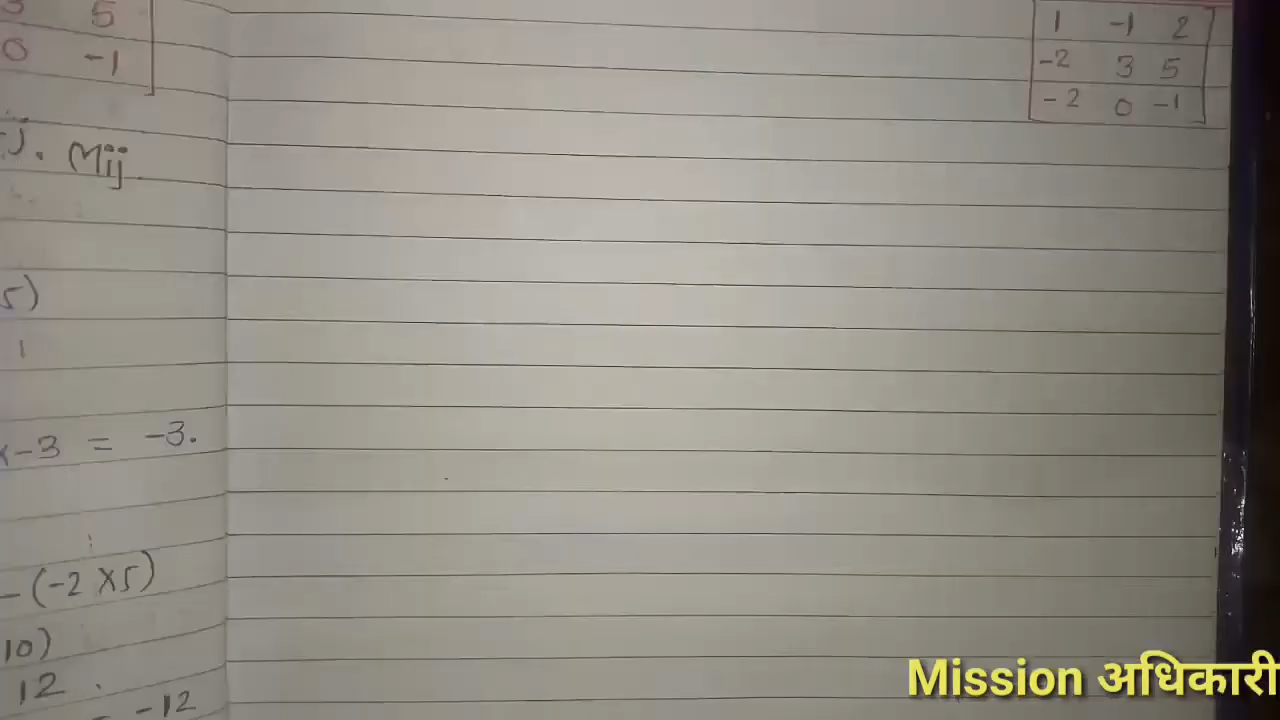 3 5
0 -1
j. Mij
5)
1
x-3 = -3.
-(-2 x 5)
10)
12.
= -12
1 -1 2
-2 3 5
-2 0 -1
Mission अधिकारी